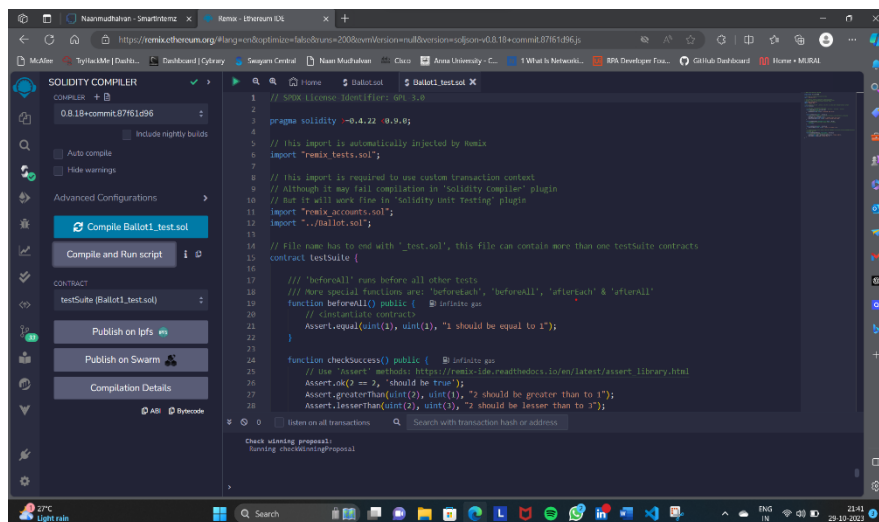 Naanmudhalvan - SmartInternz
Remix - Ethereum IDE
https://remix.ethereum.org/#lang=en&optimize=false&runs=200&evmVersion=null&version=soljson-v0.8.18+commit.87f61d96.js
McAfee
TryHackMe | Dashb...
Dashboard | Cybrary
Swayam Central
Naan Mudhalvan
Cisco
Anna University - C...
1 What Is Networki...
RPA Developer Fou...
GitHub Dashboard
Home • MURAL
SOLIDITY COMPILER
COMPILER
0.8.18+commit.87f61d96
Include nightly builds
Auto compile
Hide warnings
Advanced Configurations
Compile Ballot1_test.sol
Compile and Run script
CONTRACT
testSuite (Ballot1_test.sol)
Publish on Ipfs
Publish on Swarm
Compilation Details
ABI
Bytecode
Home
Ballot.sol
Ballot1_test.sol
1 // SPDX License Identifier: GPL 3.0
2
3 pragma solidity >=0.4.22 <0.9.0;
4
5 // This import is automatically injected by Remix
6 import "remix_tests.sol";
7
8 // This import is required to use custom transaction context
9 // Although it may fail compilation in 'Solidity Compiler' plugin
10 // But it will work fine in 'Solidity Unit Testing' plugin
11 import "remix_accounts.sol";
12 import "../Ballot.sol";
13
14 // File name has to end with '_test.sol', this file can contain more than one testSuite contracts
15 contract testSuite {
16
17 /// 'beforeAll' runs before all other tests
18 /// More special functions are: 'beforeEach', 'beforeAll', 'afterEach' & 'afterAll'
19 function beforeAll() public { infinite gas
20 // <instantiate contract>
21 Assert.equal(uint(1), uint(1), "1 should be equal to 1");
22 }
23
24 function checkSuccess() public { infinite gas
25 // Use 'Assert' methods: https://remix-ide.readthedocs.io/en/latest/assert_library.html
26 Assert.ok(2 == 2, 'should be true');
27 Assert.greaterThan(uint(2), uint(1), "2 should be greater than to 1");
28 Assert.lesserThan(uint(2), uint(3), "2 should be lesser than to 3");
0
listen on all transactions
Search with transaction hash or address
Check winning proposal:
Running checkWinningProposal
>
27°C
Light rain
Search
ENG
IN
21:41
29-10-2023